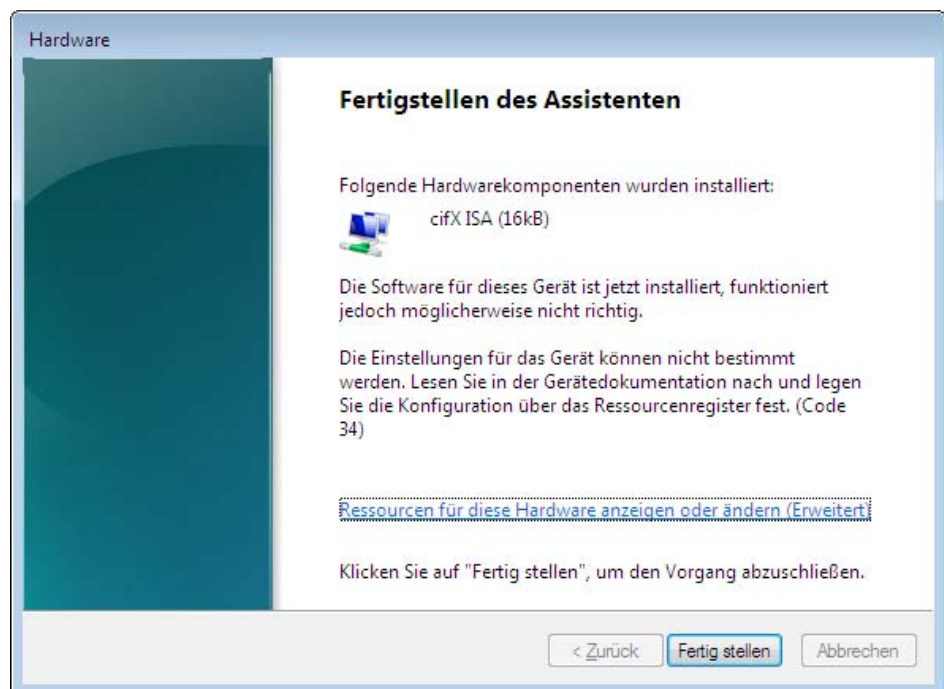 Hardware
Fertigstellen des Assistenten
Folgende Hardwarekomponenten wurden installiert:
cifX ISA (16kB)
Die Software für dieses Gerät ist jetzt installiert, funktioniert
jedoch möglicherweise nicht richtig.
Die Einstellungen für das Gerät können nicht bestimmt
werden. Lesen Sie in der Gerätedokumentation nach und legen
Sie die Konfiguration über das Ressourcenregister fest. (Code
34)
Ressourcen für diese Hardware anzeigen oder ändern (Erweitert)
Klicken Sie auf "Fertig stellen", um den Vorgang abzuschließen.
< Zurück Fertig stellen Abbrechen